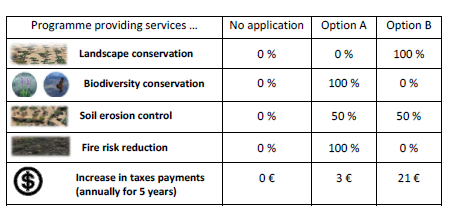 Programme providing services … No application Option A Option B
Landscape conservation 0 % 0 % 100 %
Biodiversity conservation 0 % 100 % 0 %
Soil erosion control 0 % 50 % 50 %
Fire risk reduction 0 % 100 % 0 %
$ Increase in taxes payments 0 € 3 € 21 €
(annually for 5 years)